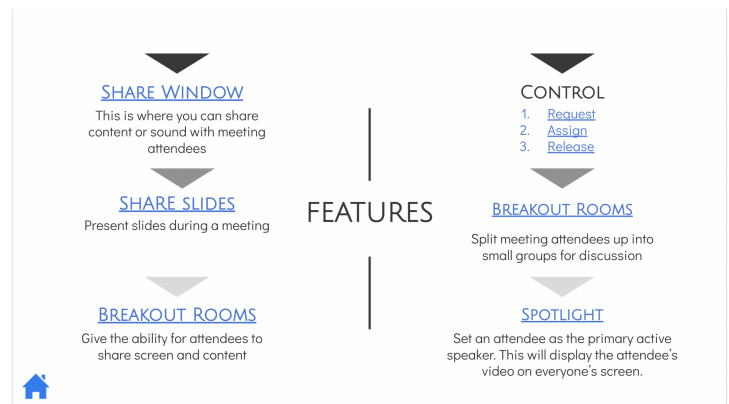 SHARE WINDOW
This is where you can share
content or sound with meeting
attendees
SHARE SLIDES
Present slides during a meeting
BREAKOUT ROOMS
Give the ability for attendees to
share screen and content
FEATURES
CONTROL
1. Request
2. Assign
3. Release
BREAKOUT ROOMS
Split meeting attendees up into
small groups for discussion
SPOTLIGHT
Set an attendee as the primary active
speaker. This will display the attendee's
video on everyone's screen.